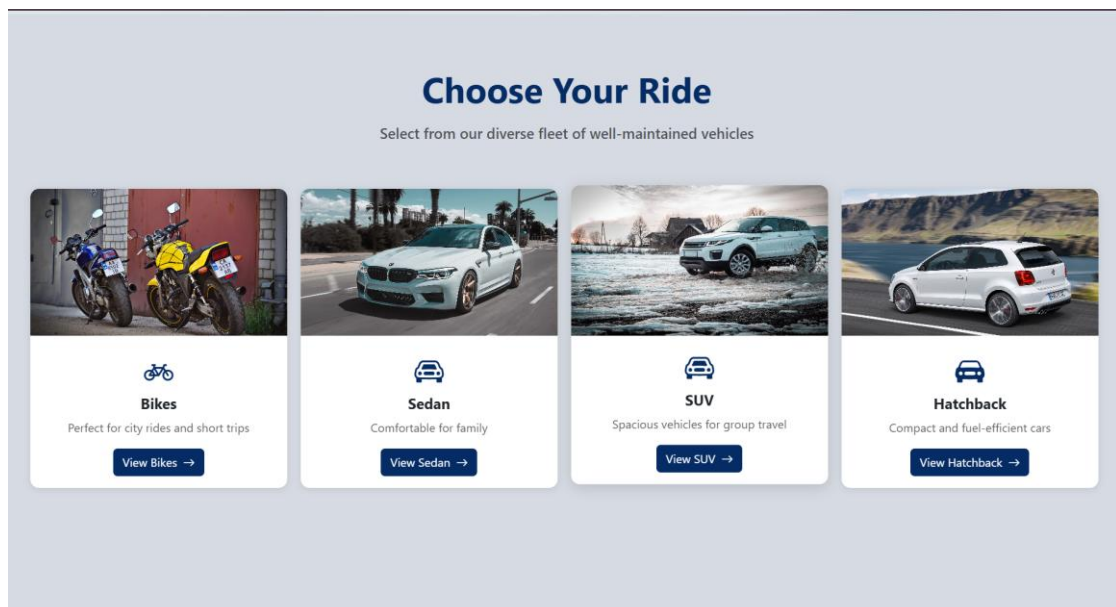 Choose Your Ride
Select from our diverse fleet of well-maintained vehicles
Bikes
Perfect for city rides and short trips
View Bikes →
Sedan
Comfortable for family
View Sedan →
SUV
Spacious vehicles for group travel
View SUV →
Hatchback
Compact and fuel-efficient cars
View Hatchback →